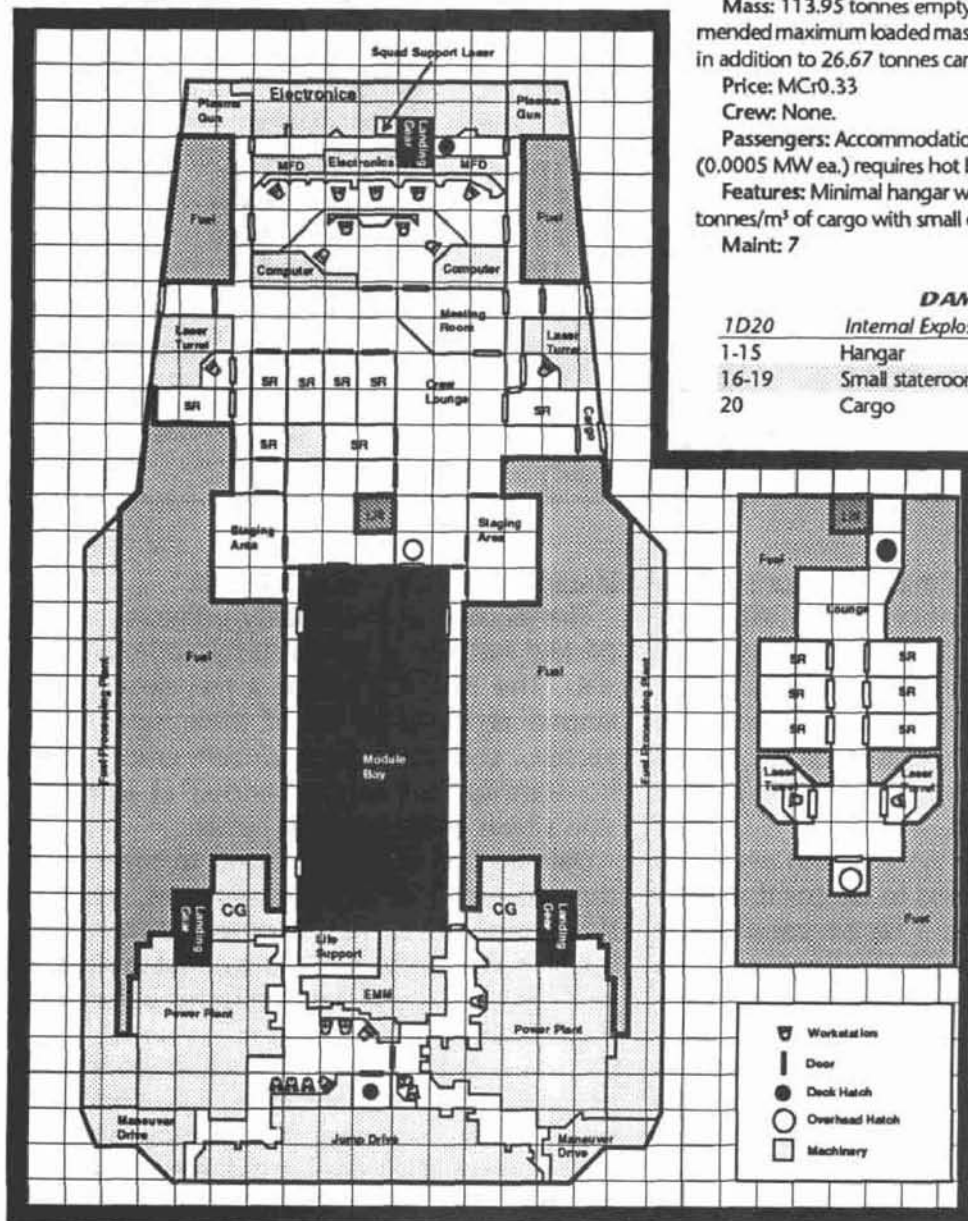 Mass: 113.95 tonnes empty
mended maximum loaded mas
in addition to 26.67 tonnes car
Price: MCr0.33
Crew: None.
Passengers: Accommodatio
(0.0005 MW ea.) requires hot
Features: Minimal hangar w
tonnes/m³ of cargo with small
Maint: 7
DAM
1D20 Internal Explos
1-15 Hangar
16-19 Small stateroom
20 Cargo
Squad Support Laser
Electronics
Plasma
Gun
Plasma
Gun
Landing
Gear
MFD
Electronics
MFD
Fuel
Fuel
Computer
Computer
Meeting
Room
Laser
Turret
Laser
Turret
SR SR SR SR
Crew
Lounge
SR
SR
Cargo
SR
SR
Lift
Staging
Area
Staging
Area
Fuel
Fuel
Fuel Processing Plant
Fuel Processing Plant
Module
Bay
CG
CG
Landing
Gear
Landing
Gear
Life
Support
EMM
Power Plant
Power Plant
Maneuver
Drive
Jump Drive
Maneuver
Drive
Lift
Fuel
Lounge
SR
SR
SR
SR
SR
SR
Laser
Turret
Laser
Turret
Fuel
Workstation
Door
Deck Hatch
Overhead Hatch
Machinery